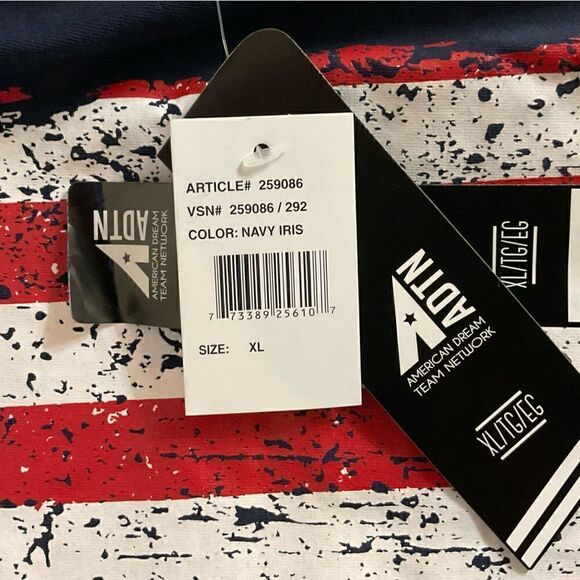 ARTICLE# 259086
VSN# 259086 / 292
COLOR: NAVY IRIS
7 73389 25610 7
SIZE: XL
ADTN
AMERICAN DREAM
TEAM NETWORK
ADTN
AMERICAN DREAM
TEAM NETWORK
XL/TG/EG
XL/TG/EG